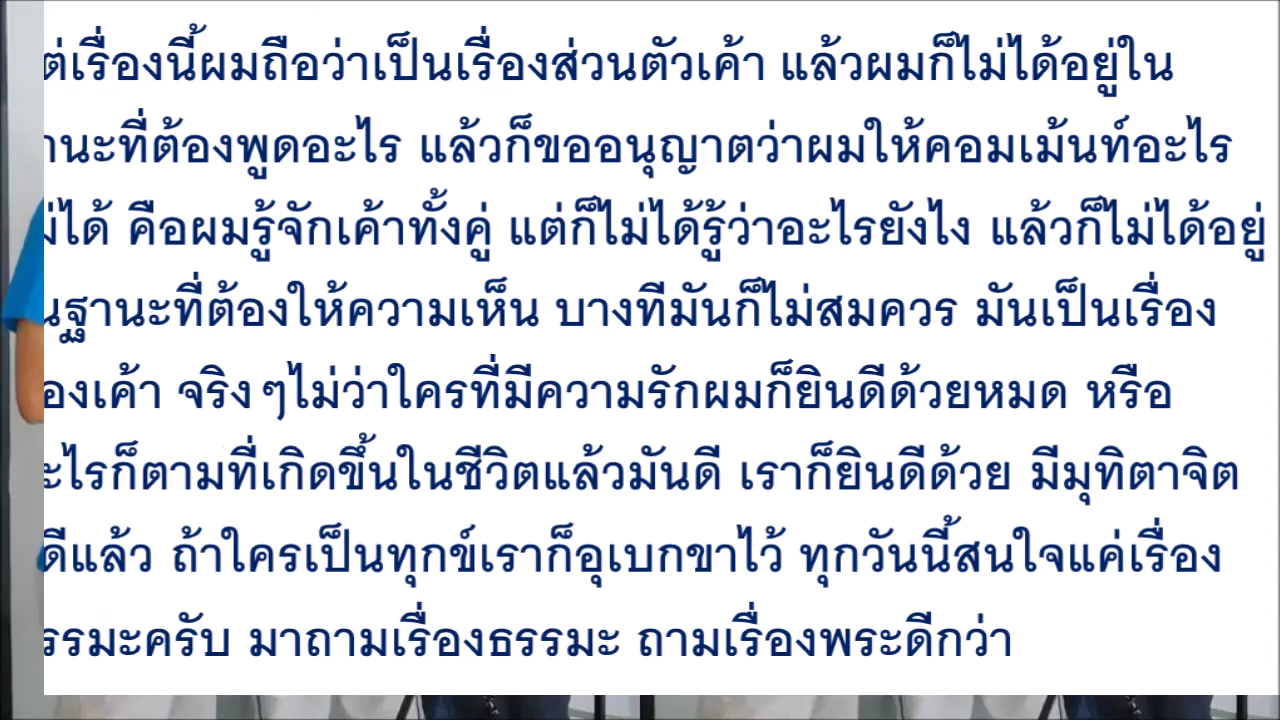 ต่เรื่องนี้ผมถือว่าเป็นเรื่องส่วนตัวเค้า แล้วผมก็ไม่ได้อยู่ใน
านะที่ต้องพูดอะไร แล้วก็ขออนุญาตว่าผมให้คอมเม้นท์อะไร
ม่ได้ คือผมรู้จักเค้าทั้งคู่ แต่ก็ไม่ได้รู้ว่าอะไรยังไง แล้วก็ไม่ได้อยู่
นฐานะที่ต้องให้ความเห็น บางทีมันก็ไม่สมควร มันเป็นเรื่อง
องเค้า จริงๆไม่ว่าใครที่มีความรักผมก็ยินดีด้วยหมด หรือ
ะไรก็ตามที่เกิดขึ้นในชีวิตแล้วมันดี เราก็ยินดีด้วย มีมุทิตาจิต
ดีแล้ว ถ้าใครเป็นทุกข์เราก็อุเบกขาไว้ ทุกวันนี้สนใจแค่เรื่อง
รรมะครับ มาถามเรื่องธรรมะ ถามเรื่องพระดีกว่า